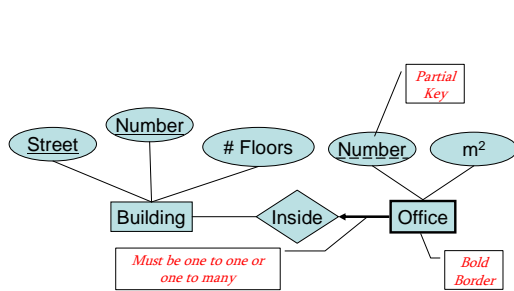 Partial
Key
Street
Number
# Floors
Number
m²
Building
Inside
Office
Must be one to one or
one to many
Bold
Border